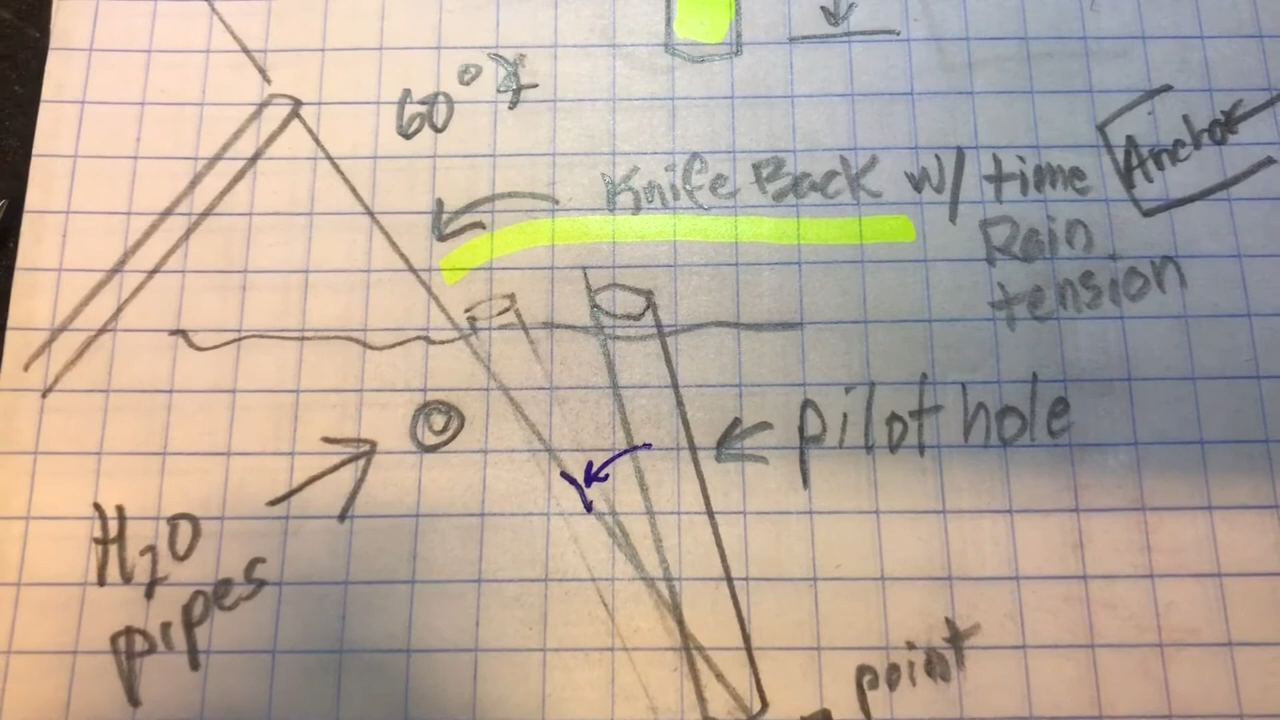 60°
Knife Back w/ time
Rain
tension
Anchor
pilot hole
H₂O
pipes
point